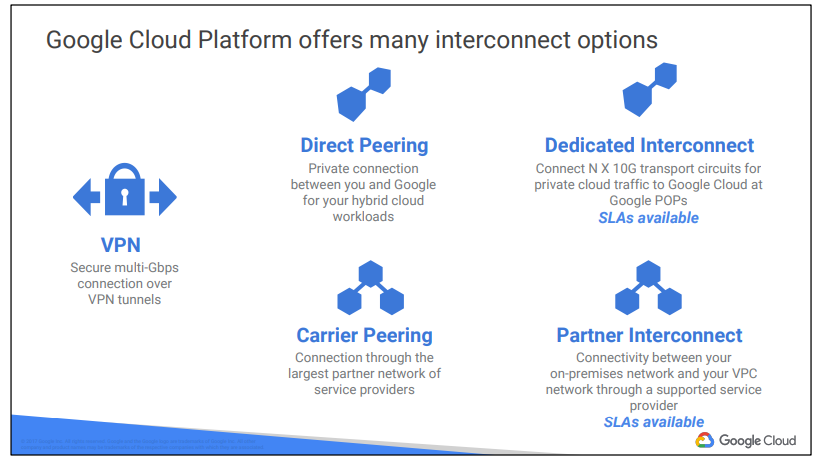 Google Cloud Platform offers many interconnect options
VPN
Secure multi-Gbps
connection over
VPN tunnels
Direct Peering
Private connection
between you and Google
for your hybrid cloud
workloads
Dedicated Interconnect
Connect N X 10G transport circuits for
private cloud traffic to Google Cloud at
Google POPs
SLAs available
Carrier Peering
Connection through the
largest partner network of
service providers
Partner Interconnect
Connectivity between your
on-premises network and your VPC
network through a supported service
provider
SLAs available
Google Cloud